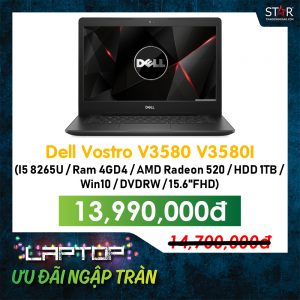 STAR
DELL
DELL
Dell Vostro V3580 V3580I
(I5 8265U / Ram 4GD4 / AMD Radeon 520 / HDD 1TB /
Win10 / DVDRW / 15.6"FHD)
13,990,000đ
14,700,000đ
LAPTOP
ƯU ĐÃI NGẬP TRÀN